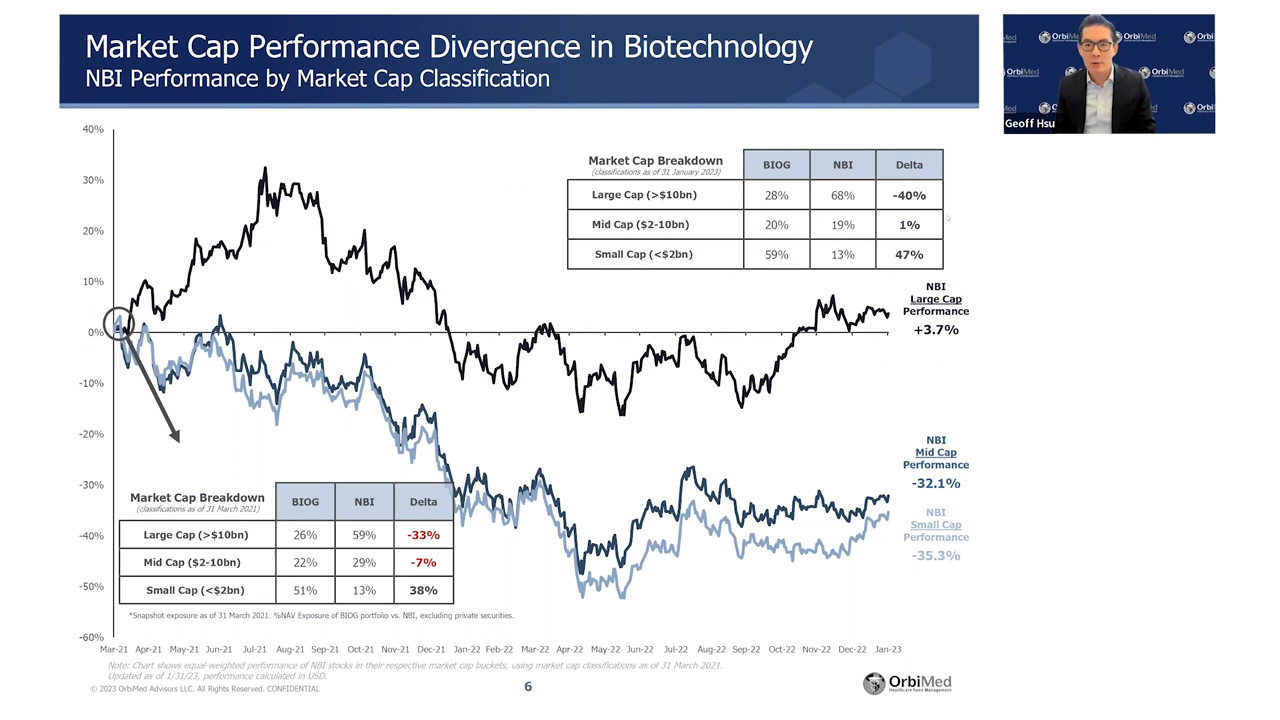 Market Cap Performance Divergence in Biotechnology
NBI Performance by Market Cap Classification
OrbiMed
OrbiMed
Orbi
OrbiMed
OrbiMed
Orbi
Geoff Hsu
40%
30%
20%
10%
0%
-10%
-20%
-30%
-40%
-50%
-60%
Market Cap Breakdown
(classifications as of 31 January 2023)
BIOG NBI Delta
Large Cap (>$10bn) 28% 68% -40%
Mid Cap ($2-10bn) 20% 19% 1%
Small Cap (<$2bn) 59% 13% 47%
NBI
Large Cap
Performance
+3.7%
NBI
Mid Cap
Performance
-32.1%
NBI
Small Cap
Performance
-35.3%
Market Cap Breakdown
(classifications as of 31 March 2021)
BIOG NBI Delta
Large Cap (>$10bn) 26% 59% -33%
Mid Cap ($2-10bn) 22% 29% -7%
Small Cap (<$2bn) 51% 13% 38%
*Snapshot exposure as of 31 March 2021. %NAV Exposure of BIOG portfolio vs. NBI, excluding private securities.
Mar-21 Apr-21 May-21 Jun-21 Jul-21 Aug-21 Sep-21 Oct-21 Nov-21 Dec-21 Jan-22 Feb-22 Mar-22 Apr-22 May-22 Jun-22 Jul-22 Aug-22 Sep-22 Oct-22 Nov-22 Dec-22 Jan-23
Note: Chart shows equal-weighted performance of NBI stocks in their respective market cap buckets, using market cap classifications as of 31 March 2021.
Updated as of 1/31/23, performance calculated in USD.
© 2023 OrbiMed Advisors LLC. All Rights Reserved. CONFIDENTIAL
6
OrbiMed
Healthcare Fund Management